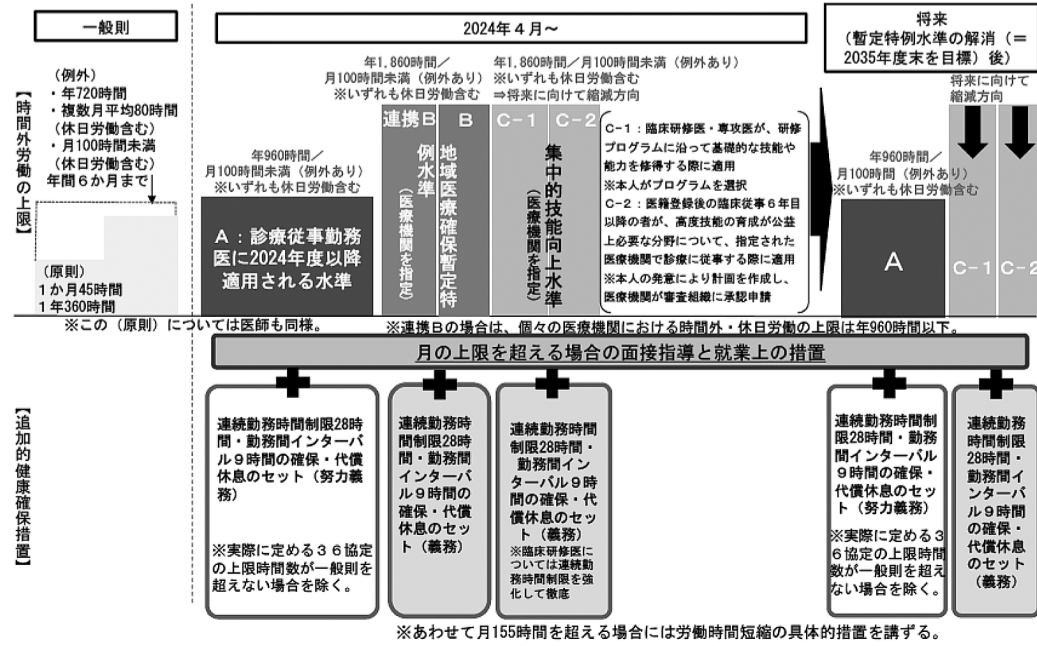 一般則
2024年４月～
将来
（暫定特例水準の解消（＝
2035年度末を目標）後）
【時間外労働の上限】
（例外）
・年720時間
・複数月平均80時間
（休日労働含む）
・月100時間未満
（休日労働含む）
年間６か月まで
（原則）
１か月45時間
１年360時間
※この（原則）については医師も同様。
年960時間／
月100時間未満（例外あり）
※いずれも休日労働含む
A：診療従事勤務
医に2024年度以降
適用される水準
年1,860時間／
月100時間未満（例外あり）
※いずれも休日労働含む
連携B
B
地域医療確保暫定特
例水準
（医療機関を指定）
年1,860時間／月100時間未満（例外あり）
※いずれも休日労働含む
⇒将来に向けて縮減方向
C-1
C-2
集中的技能向上水準
（医療機関を指定）
C-1：臨床研修医・専攻医が、研修
プログラムに沿って基礎的な技能や
能力を修得する際に適用
※本人がプログラムを選択
C-2：医籍登録後の臨床従事６年目
以降の者が、高度技能の育成が公益
上必要な分野について、指定された
医療機関で診療に従事する際に適用
※本人の発意により計画を作成し、
医療機関が審査組織に承認申請
※連携Bの場合は、個々の医療機関における時間外・休日労働の上限は年960時間以下。
年960時間／
月100時間（例外あり）
※いずれも休日労働含む
A
将来に向けて
縮減方向
C-1
C-2
月の上限を超える場合の面接指導と就業上の措置
【追加的健康確保措置】
連続勤務時間制限28時
間・勤務間インターバ
ル９時間の確保・代償
休息のセット（努力義
務）
※実際に定める３６協定
の上限時間数が一般則を
超えない場合を除く。
連続勤務時間制
限28時間・勤務間
インターバル９時間の
確保・代償休息のセッ
ト（義務）
連続勤務時間
制限28時間・
勤務間イン
ターバル９時
間の確保・代
償休息のセッ
ト（義務）
※臨床研修医に
ついては連続勤
務時間制限を強
化して徹底
連続勤務時間制
限28時間・勤務
間インターバル
９時間の確保・
代償休息のセッ
ト（努力義務）
※実際に定める３
６協定の上限時間
数が一般則を超え
ない場合を除く。
連続勤務
時間制限
28時間・勤
務間インター
バル９時間
の確保・
代償休息
のセット
（義務）
※あわせて月155時間を超える場合には労働時間短縮の具体的措置を講ずる。